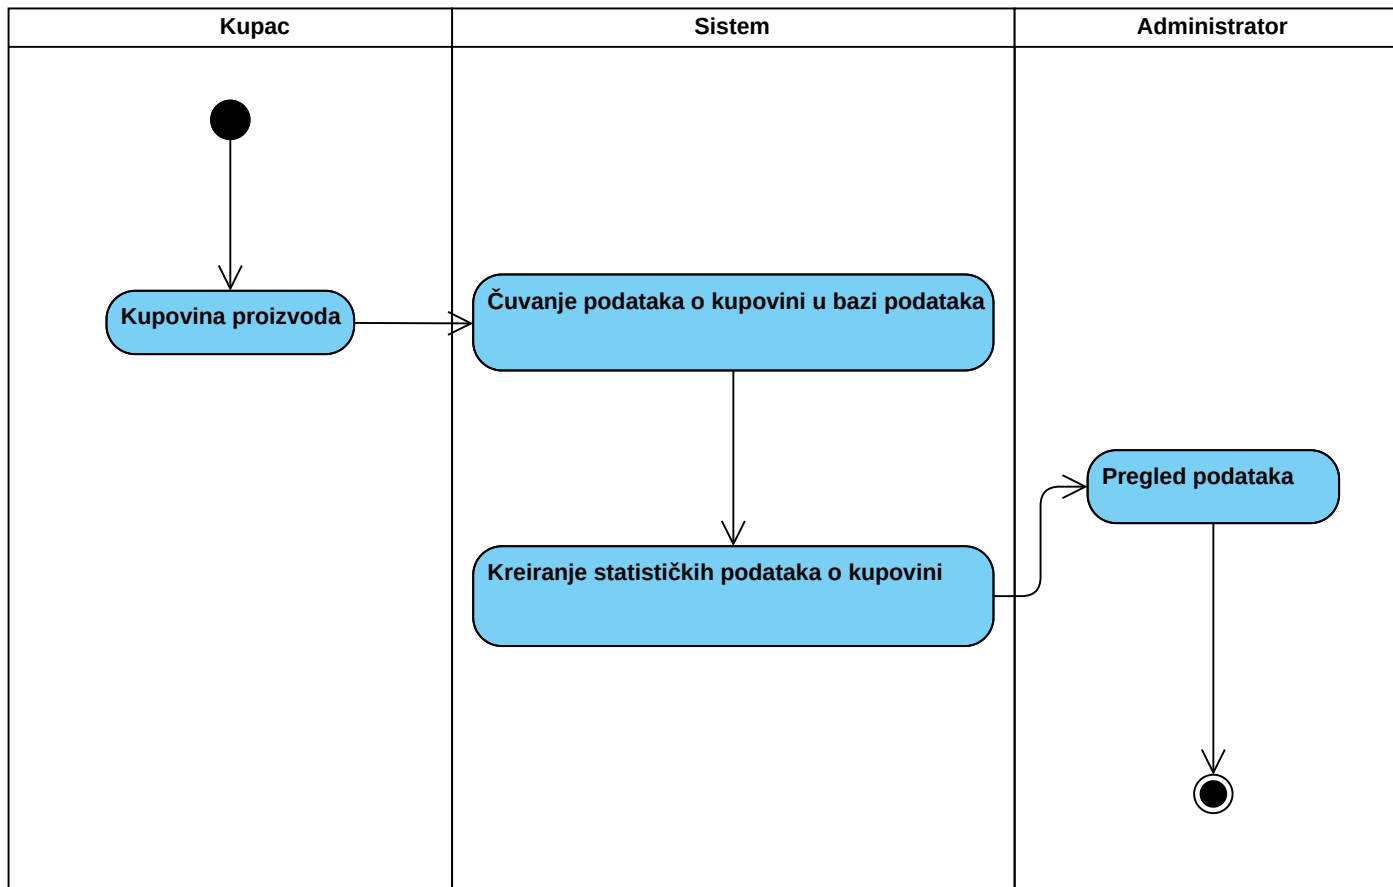 Kupac
Sistem
Administrator
Kupovina proizvoda
Čuvanje podataka o kupovini u bazi podataka
Pregled podataka
Kreiranje statističkih podataka o kupovini